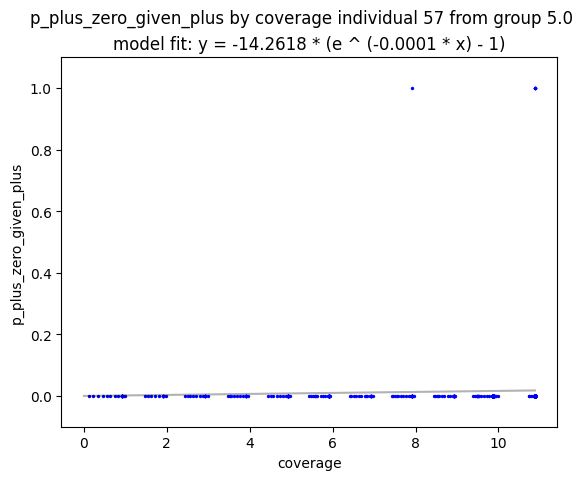 p_plus_zero_given_plus by coverage individual 57 from group 5.0
model fit: y = -14.2618 * (e ^ (-0.0001 * x) - 1)
p_plus_zero_given_plus
1.0
0.8
0.6
0.4
0.2
0.0
0 2 4 6 8 10
coverage